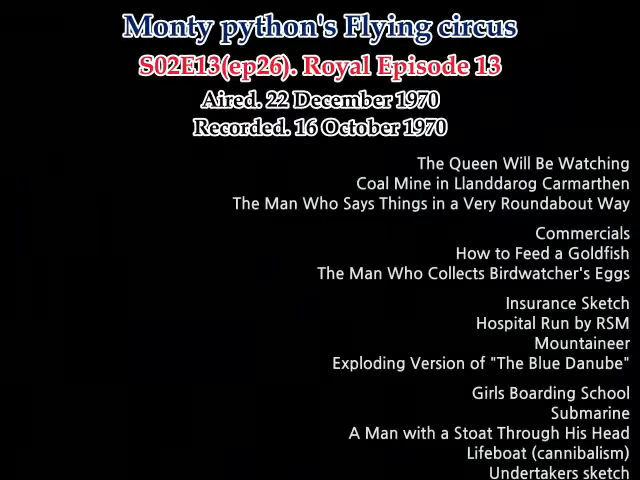 Monty python's Flying circus
S02E13(ep26). Royal Episode 13
Aired. 22 December 1970
Recorded. 16 October 1970
The Queen Will Be Watching
Coal Mine in Llanddarog Carmarthen
The Man Who Says Things in a Very Roundabout Way
Commercials
How to Feed a Goldfish
The Man Who Collects Birdwatcher's Eggs
Insurance Sketch
Hospital Run by RSM
Mountaineer
Exploding Version of "The Blue Danube"
Girls Boarding School
Submarine
A Man with a Stoat Through His Head
Lifeboat (cannibalism)
Undertakers sketch